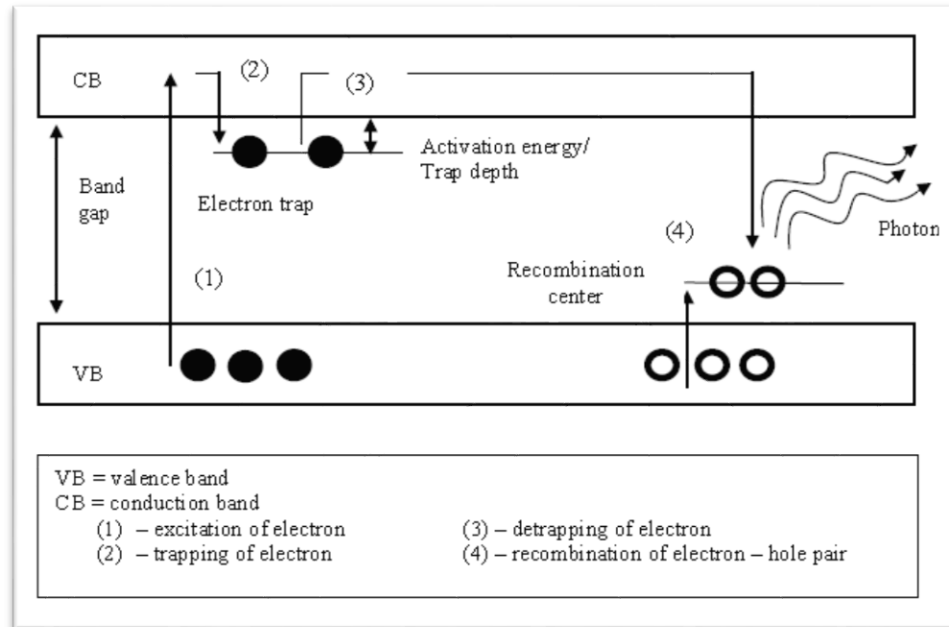 CB
(2)
(3)
Activation energy/
Trap depth
Band
gap
Electron trap
Photon
(4)
(1)
Recombination
center
VB
VB = valence band
CB = conduction band
(1) – excitation of electron
(3) – detrapping of electron
(2) – trapping of electron
(4) – recombination of electron – hole pair